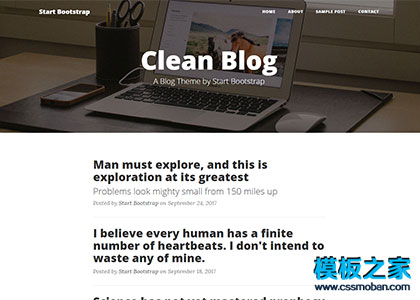 Start Bootstrap
HOME ABOUT SAMPLE POST CONTACT
Clean Blog
A Blog Theme by Start Bootstrap
Man must explore, and this is
exploration at its greatest
Problems look mighty small from 150 miles up
Posted by Start Bootstrap on September 24, 2017
I believe every human has a finite
number of heartbeats. I don't intend to
waste any of mine.
Posted by Start Bootstrap on September 18, 2017
模板之家
www.cssmoban.com